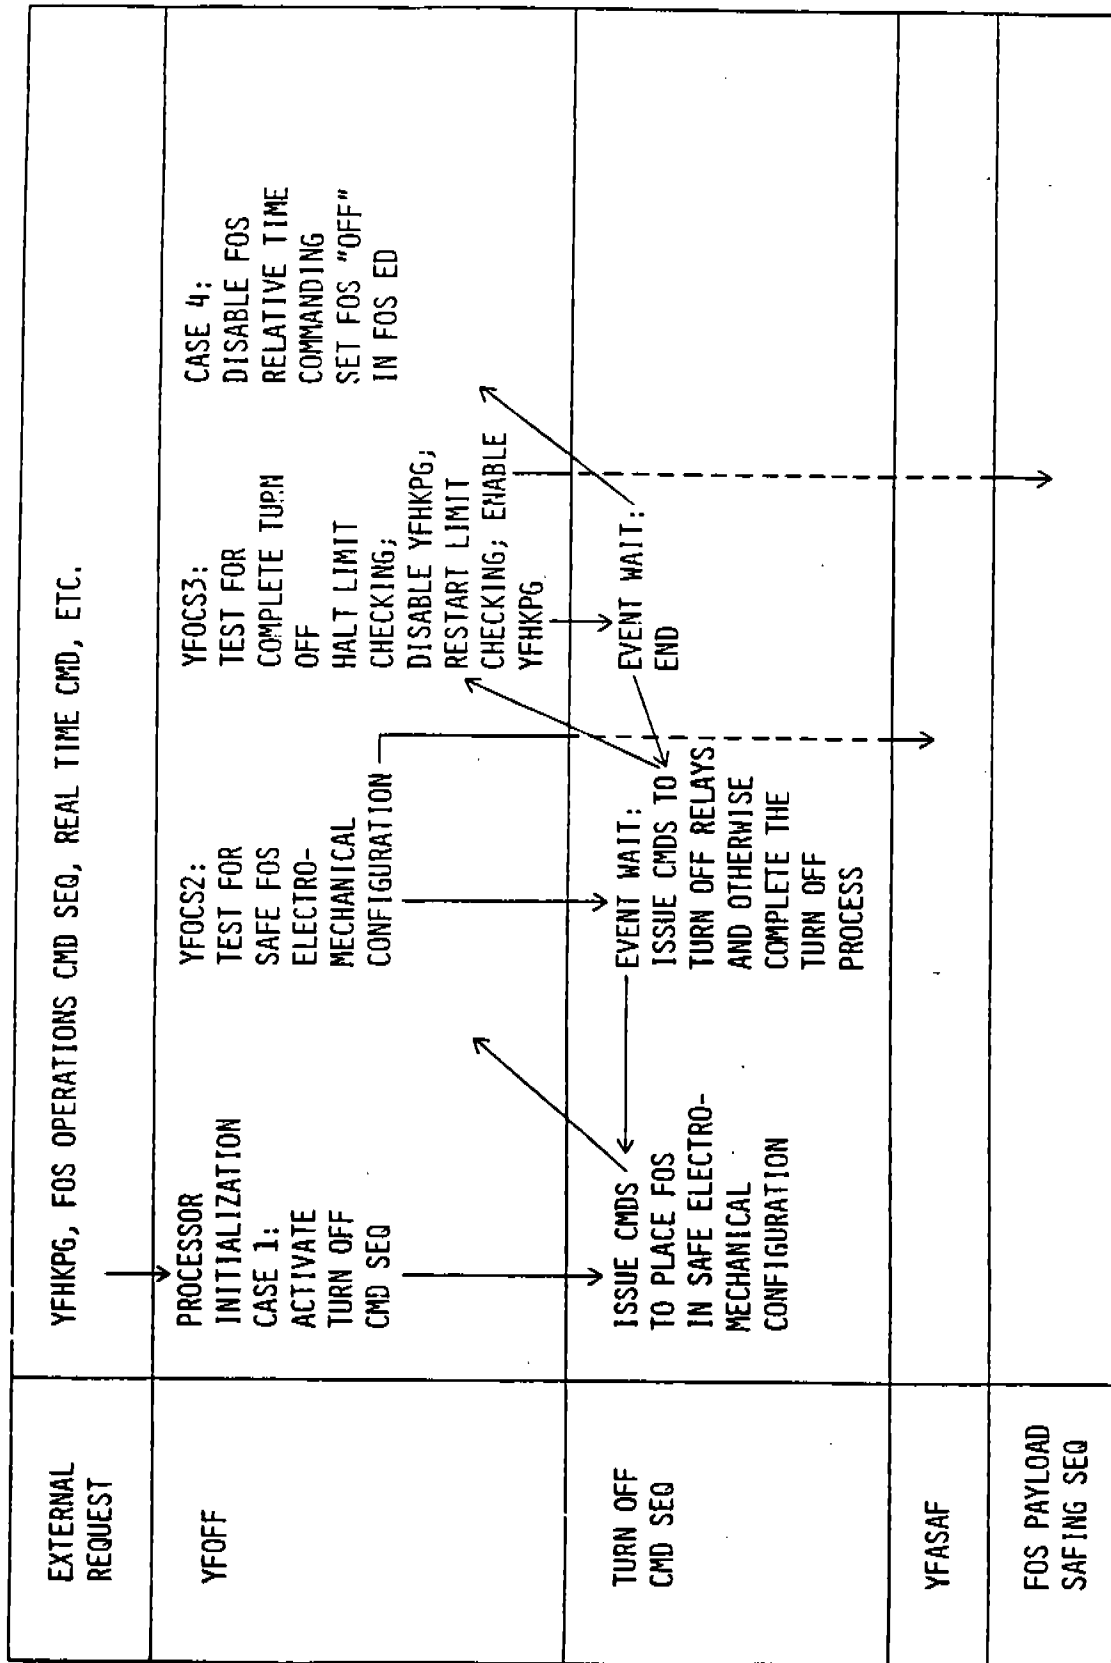 EXTERNAL
REQUEST
YFHKPG, FOS OPERATIONS CMD SEQ, REAL TIME CMD, ETC.
YFOFF
PROCESSOR
INITIALIZATION
CASE 1:
ACTIVATE
TURN OFF
CMD SEQ
YFOCS2:
TEST FOR
SAFE FOS
ELECTRO-
MECHANICAL
CONFIGURATION
YFOCS3:
TEST FOR
COMPLETE TURN
OFF
HALT LIMIT
CHECKING;
DISABLE YFHKPG;
RESTART LIMIT
CHECKING; ENABLE
YFHKPG
CASE 4:
DISABLE FOS
RELATIVE TIME
COMMANDING
SET FOS "OFF"
IN FOS ED
TURN OFF
CMD SEQ
ISSUE CMDS
TO PLACE FOS
IN SAFE ELECTRO-
MECHANICAL
CONFIGURATION
EVENT WAIT:
ISSUE CMDS TO
TURN OFF RELAYS
AND OTHERWISE
COMPLETE THE
TURN OFF
PROCESS
EVENT WAIT:
END
YFASAF
FOS PAYLOAD
SAFING SEQ